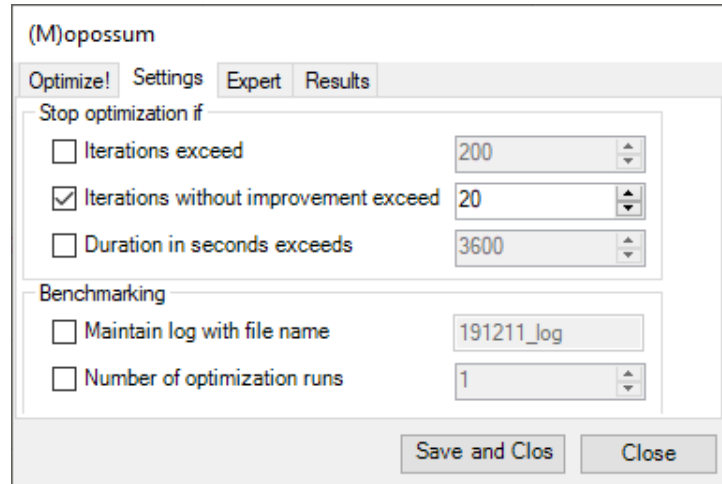 (M)opossum
Optimize! Settings Expert Results
Stop optimization if
Iterations exceed 200
Iterations without improvement exceed 20
Duration in seconds exceeds 3600
Benchmarking
Maintain log with file name 191211_log
Number of optimization runs 1
Save and Clos Close